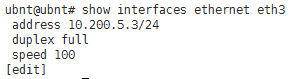 ubnt@ubnt# show interfaces ethernet eth3
address 10.200.5.3/24
duplex full
speed 100
[edit]